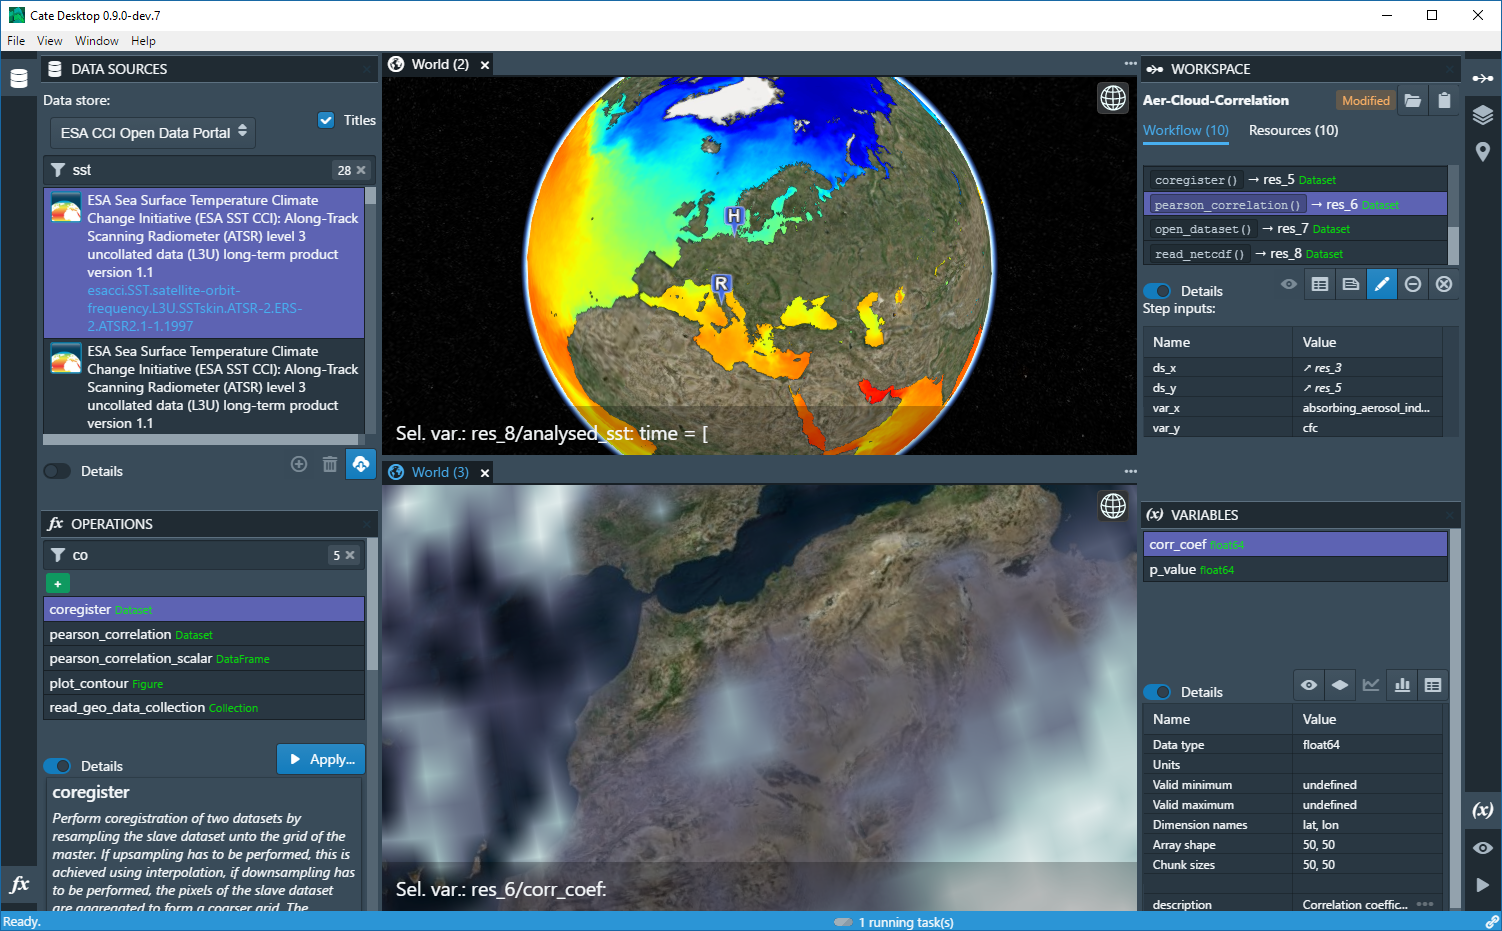 Cate Desktop 0.9.0-dev.7
File View Window Help
DATA SOURCES
Data store:
ESA CCI Open Data Portal
Titles
sst
28
ESA Sea Surface Temperature Climate
Change Initiative (ESA SST CCI): Along-Track
Scanning Radiometer (ATSR) level 3
uncollated data (L3U) long-term product
version 1.1
esacci.SST.satellite-orbit-
frequency.L3U.SSTskin.ATSR-2.ERS-
2.ATSR2.1-1.1997
ESA Sea Surface Temperature Climate
Change Initiative (ESA SST CCI): Along-Track
Scanning Radiometer (ATSR) level 3
uncollated data (L3U) long-term product
version 1.1
Details
fx OPERATIONS
co
5
+
coregister Dataset
pearson_correlation Dataset
pearson_correlation_scalar DataFrame
plot_contour Figure
read_geo_data_collection Collection
Details
Apply...
coregister
Perform coregistration of two datasets by
resampling the slave dataset unto the grid of the
master. If upsampling has to be performed, this is
achieved using interpolation, if downsampling has
to be performed, the pixels of the slave dataset
are aggregated to form a coarser grid. The
fx
World (2)
H
R
Sel. var.: res_8/analysed_sst: time = [
World (3)
Sel. var.: res_6/corr_coef:
WORKSPACE
Aer-Cloud-Correlation
Modified
Workflow (10) Resources (10)
coregister() → res_5 Dataset
pearson_correlation() → res_6 Dataset
open_dataset() → res_7 Dataset
read_netcdf() → res_8 Dataset
Details
Step inputs:
Name Value
ds_x ↗ res_3
ds_y ↗ res_5
var_x absorbing_aerosol_ind...
var_y cfc
(x) VARIABLES
corr_coef float64
p_value float64
Details
Name Value
Data type float64
Units
Valid minimum undefined
Valid maximum undefined
Dimension names lat, lon
Array shape 50, 50
Chunk sizes 50, 50
description Correlation coeffic...
(x)
Ready.
1 running task(s)